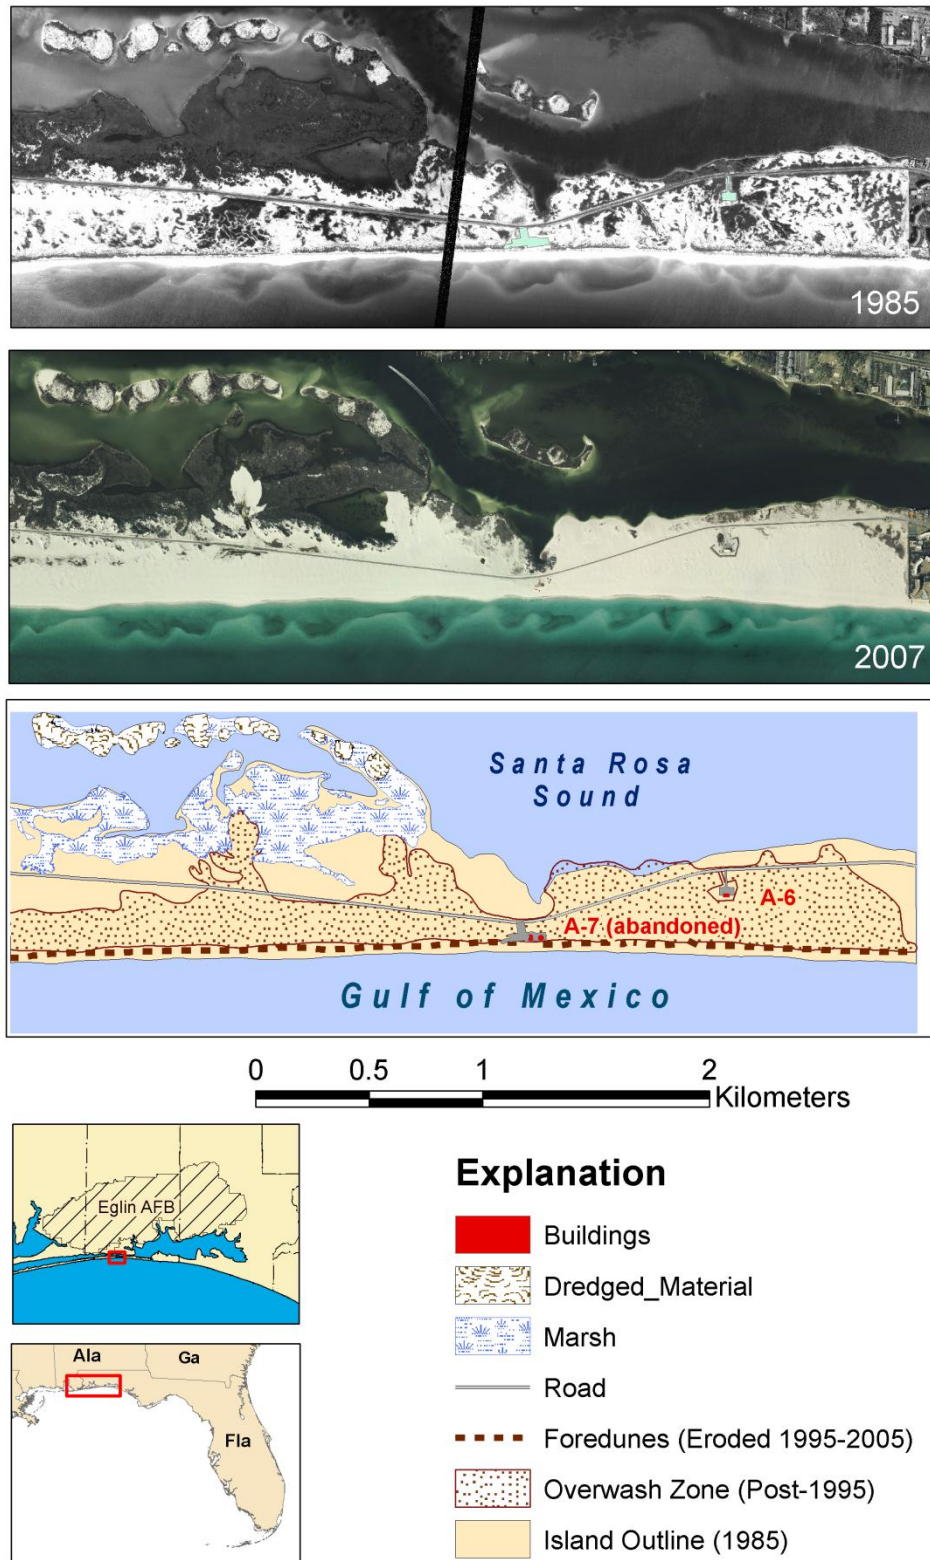 1985
2007
Santa Rosa
Sound
A-6
A-7 (abandoned)
Gulf of Mexico
0 0.5 1 2
Kilometers
Eglin AFB
Ala
Ga
Fla
Explanation
Buildings
Dredged_Material
Marsh
Road
Foredunes (Eroded 1995-2005)
Overwash Zone (Post-1995)
Island Outline (1985)